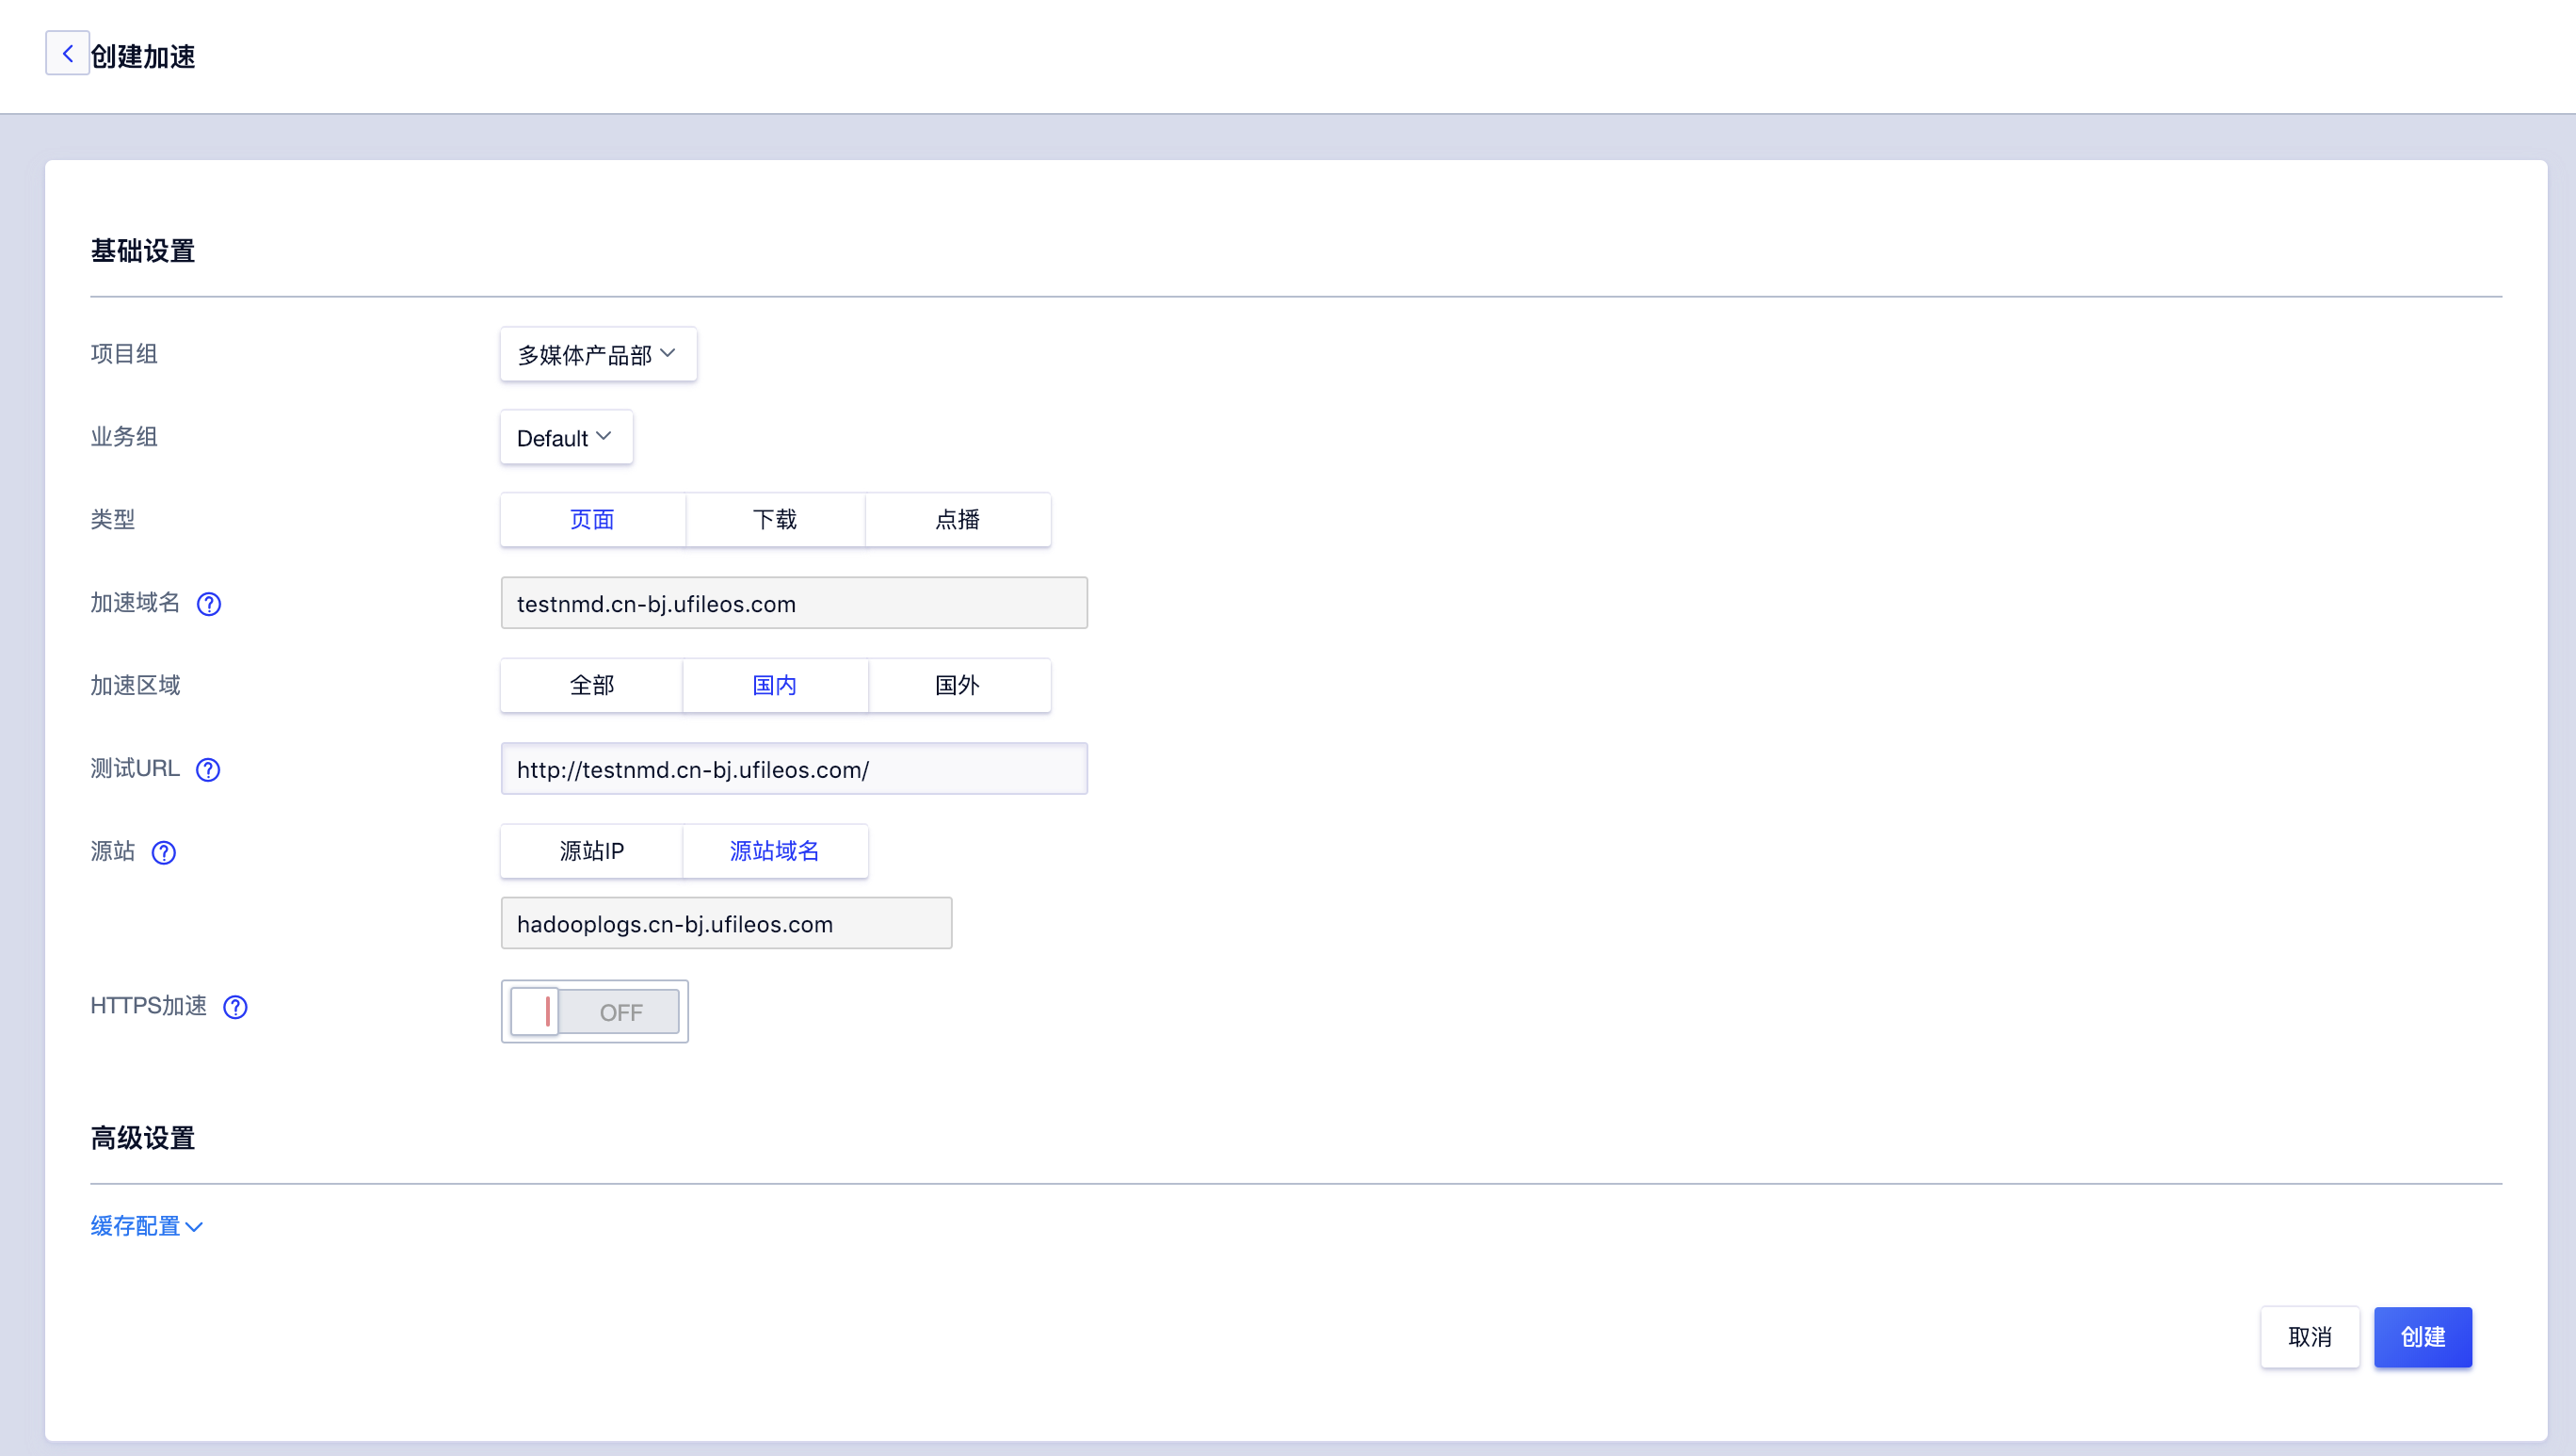 创建加速
基础设置
项目组 多媒体产品部
业务组 Default
类型 页面 下载 点播
加速域名 testnmd.cn-bj.ufileos.com
加速区域 全部 国内 国外
测试URL http://testnmd.cn-bj.ufileos.com/
源站 源站IP 源站域名
hadooplogs.cn-bj.ufileos.com
HTTPS加速 OFF
高级设置
缓存配置
取消 创建